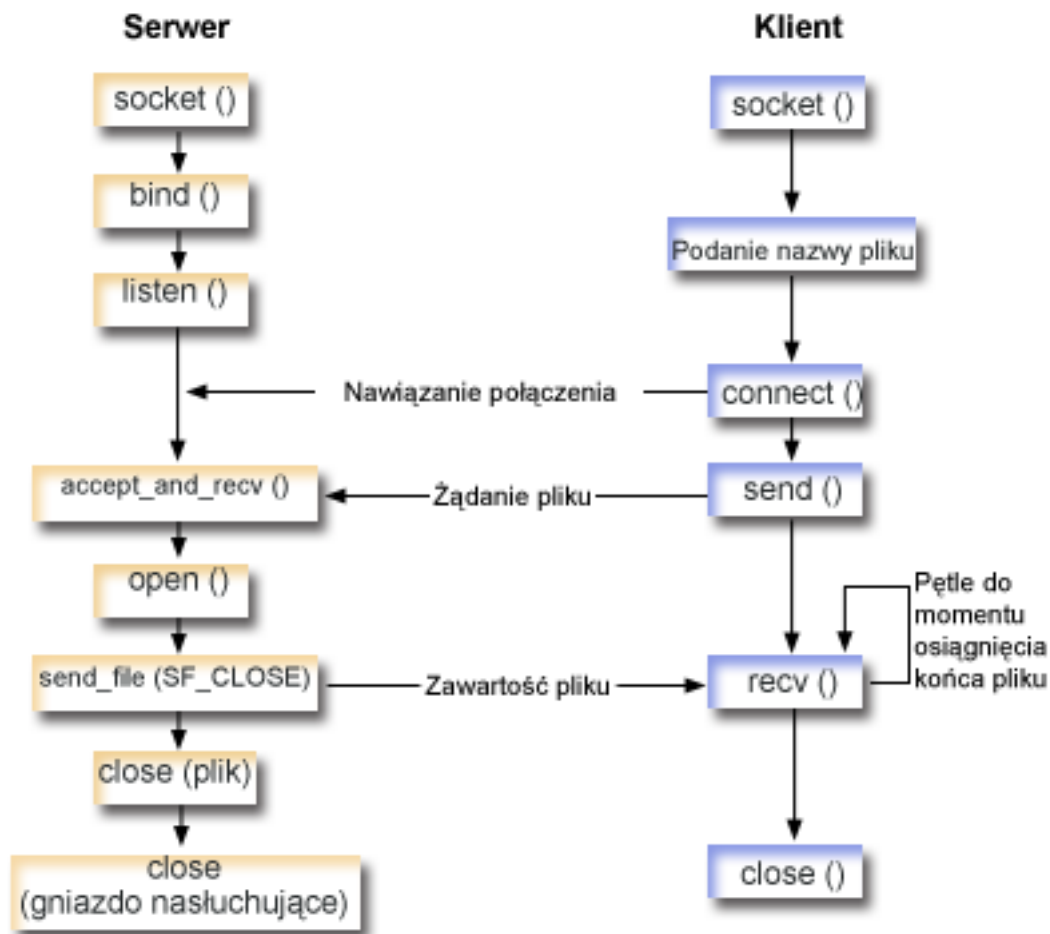 Serwer
socket ()
bind ()
listen ()
accept_and_recv ()
open ()
send_file (SF_CLOSE)
close (plik)
close
(gniazdo nasłuchujące)
Nawiązanie połączenia
Żądanie pliku
Zawartość pliku
Klient
socket ()
Podanie nazwy pliku
connect ()
send ()
recv ()
close ()
Pętle do
momentu
osiągnięcia
końca pliku